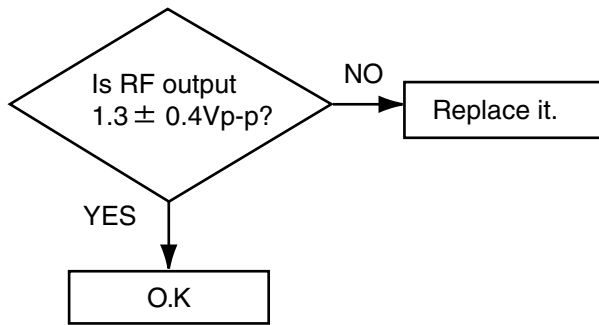 Is RF output
1.3 ± 0.4Vp-p?
NO
Replace it.
YES
O.K